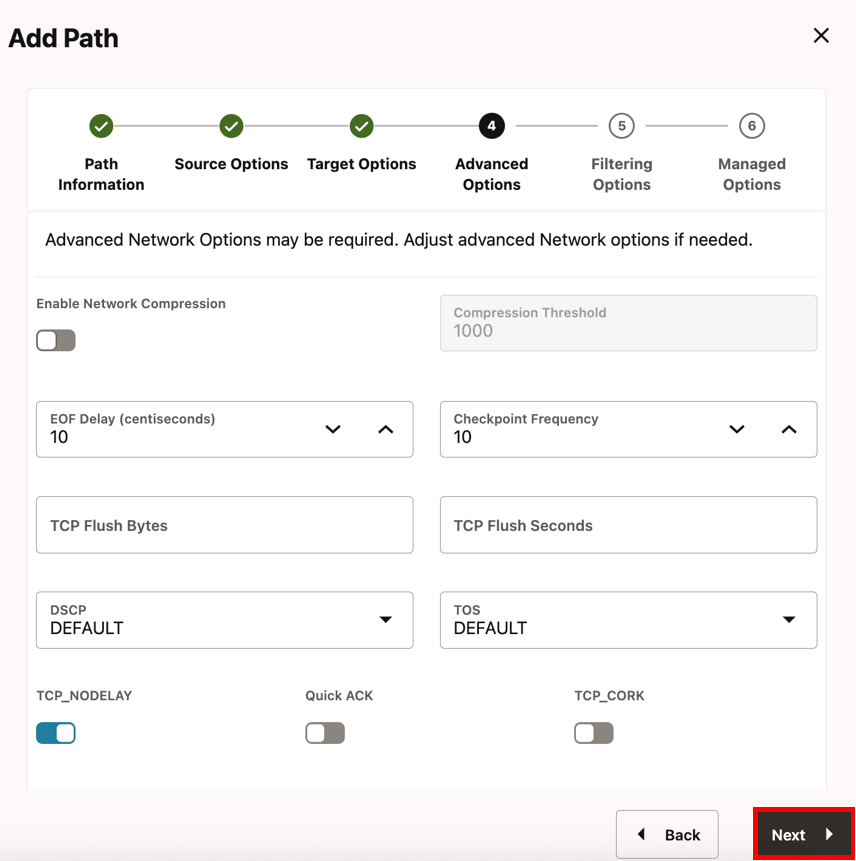 Add Path
4
5
6
Path
Information
Source Options
Target Options
Advanced
Options
Filtering
Options
Managed
Options
Advanced Network Options may be required. Adjust advanced Network options if needed.
Enable Network Compression
Compression Threshold
1000
EOF Delay (centiseconds)
10
Checkpoint Frequency
10
TCP Flush Bytes
TCP Flush Seconds
DSCP
DEFAULT
TOS
DEFAULT
TCP_NODELAY
Quick ACK
TCP_CORK
Back
Next